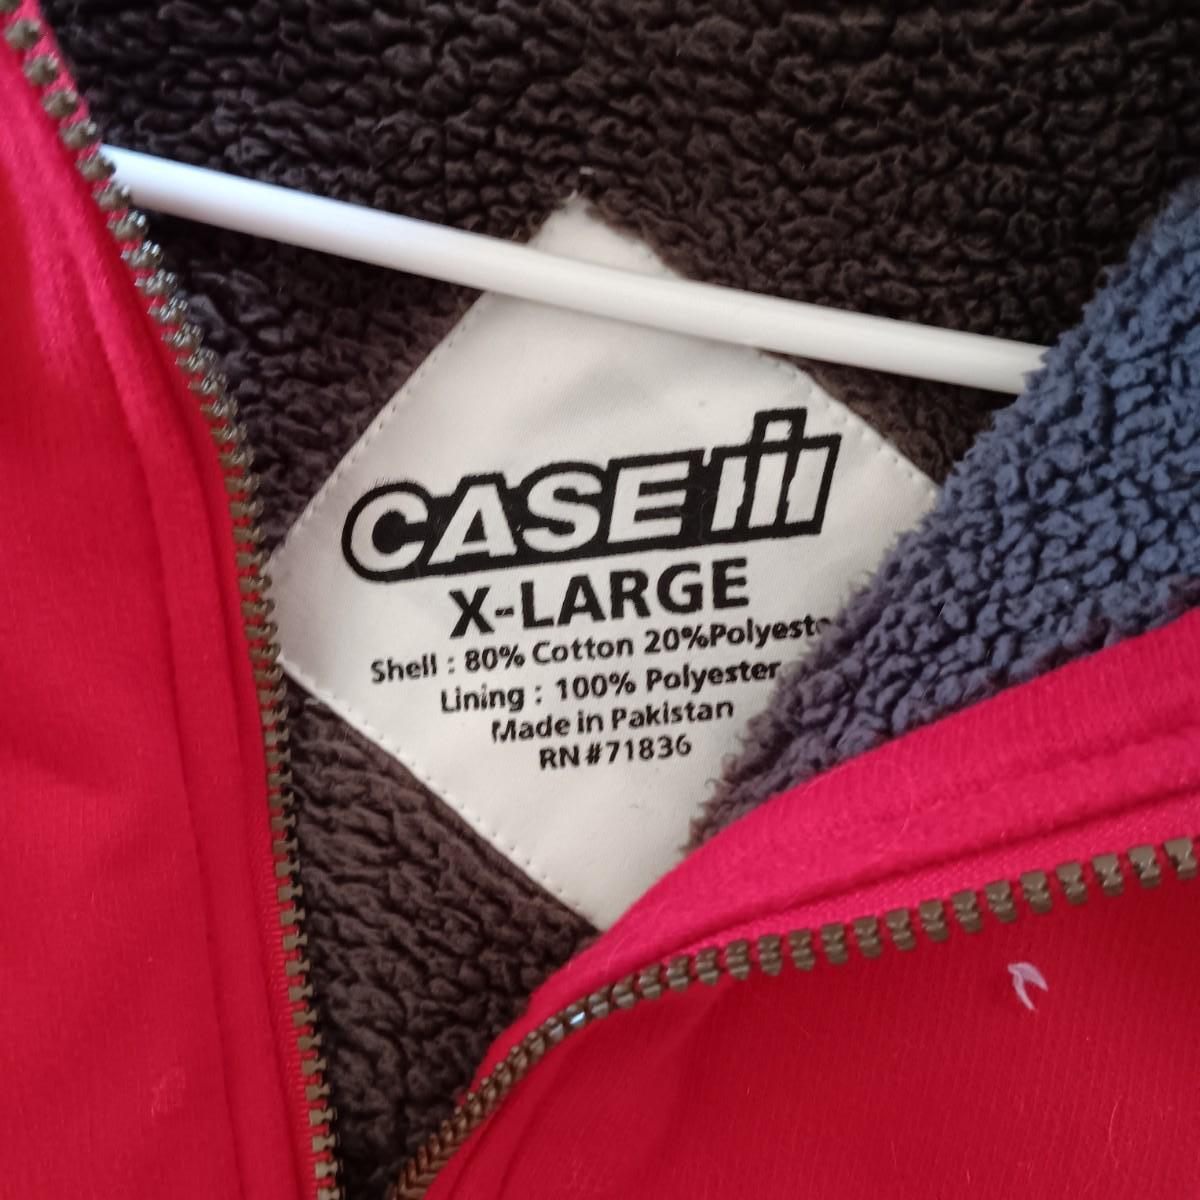 CASE IH
X-LARGE
Shell : 80% Cotton 20%Polyeste
Lining : 100% Polyester
Made in Pakistan
RN#71836